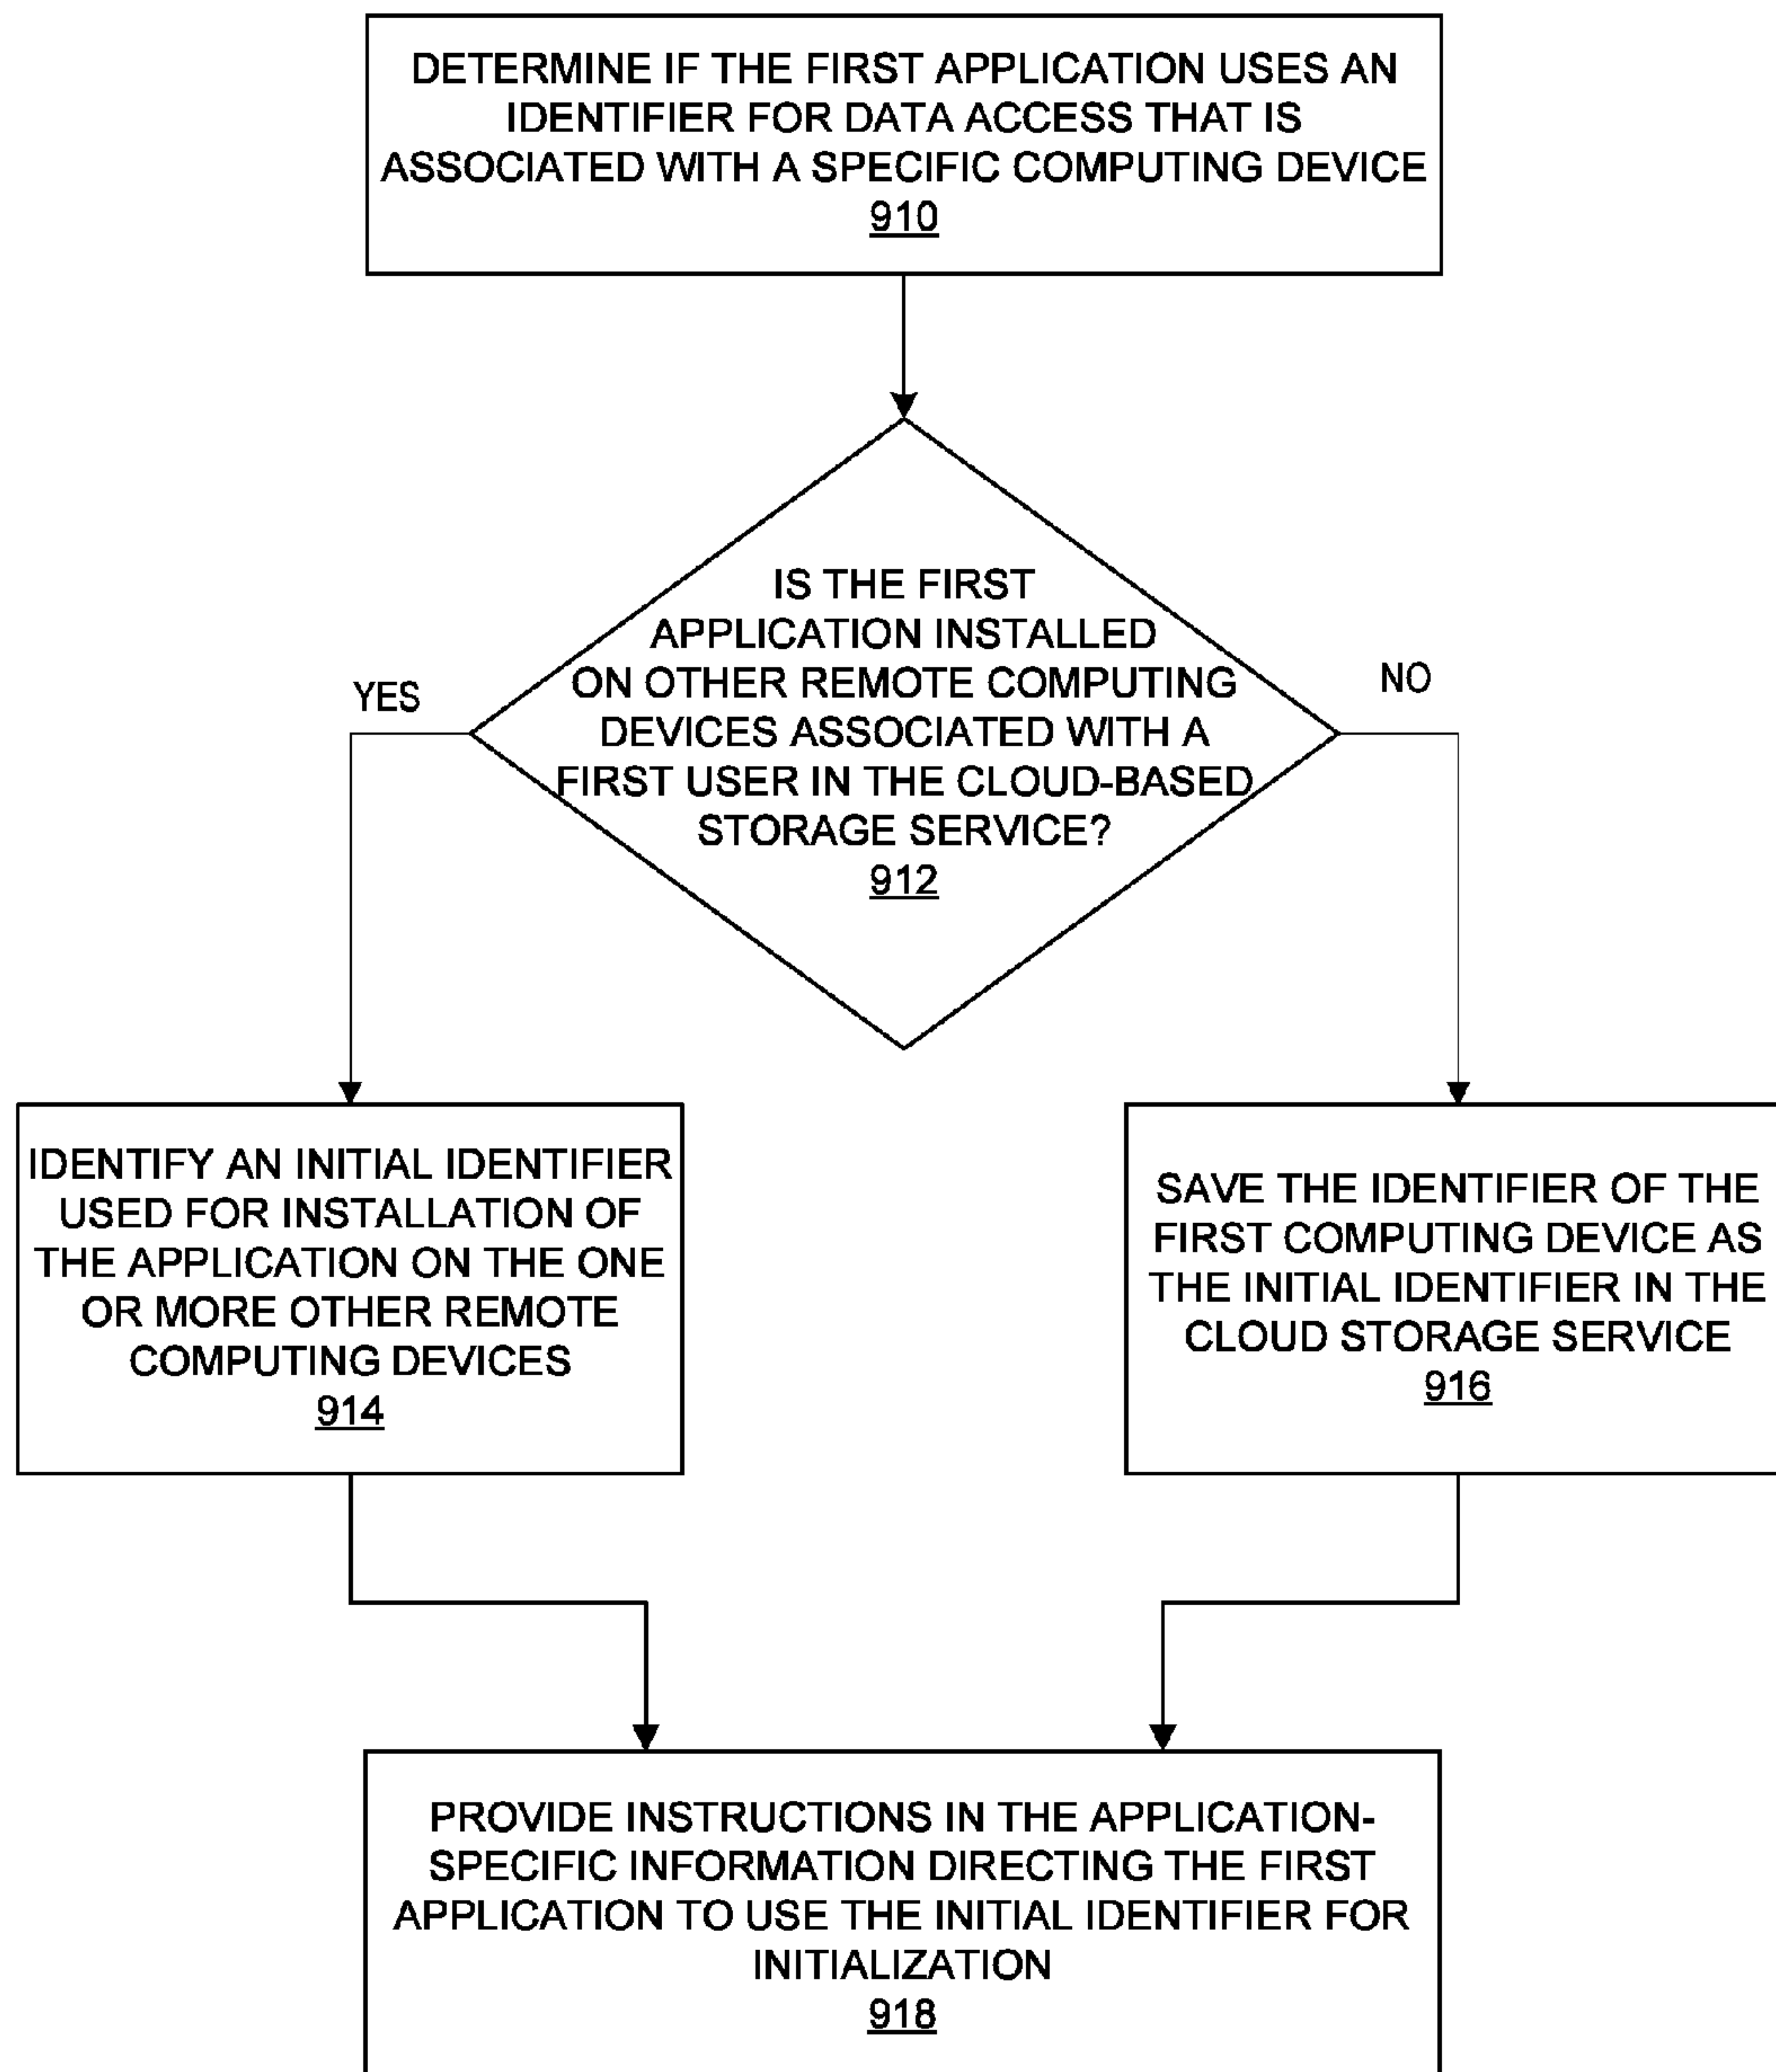 DETERMINE IF THE FIRST APPLICATION USES AN
IDENTIFIER FOR DATA ACCESS THAT IS
ASSOCIATED WITH A SPECIFIC COMPUTING DEVICE
910
IS THE FIRST
APPLICATION INSTALLED
ON OTHER REMOTE COMPUTING
DEVICES ASSOCIATED WITH A
FIRST USER IN THE CLOUD-BASED
STORAGE SERVICE?
912
YES
NO
IDENTIFY AN INITIAL IDENTIFIER
USED FOR INSTALLATION OF
THE APPLICATION ON THE ONE
OR MORE OTHER REMOTE
COMPUTING DEVICES
914
SAVE THE IDENTIFIER OF THE
FIRST COMPUTING DEVICE AS
THE INITIAL IDENTIFIER IN THE
CLOUD STORAGE SERVICE
916
PROVIDE INSTRUCTIONS IN THE APPLICATION-
SPECIFIC INFORMATION DIRECTING THE FIRST
APPLICATION TO USE THE INITIAL IDENTIFIER FOR
INITIALIZATION
918